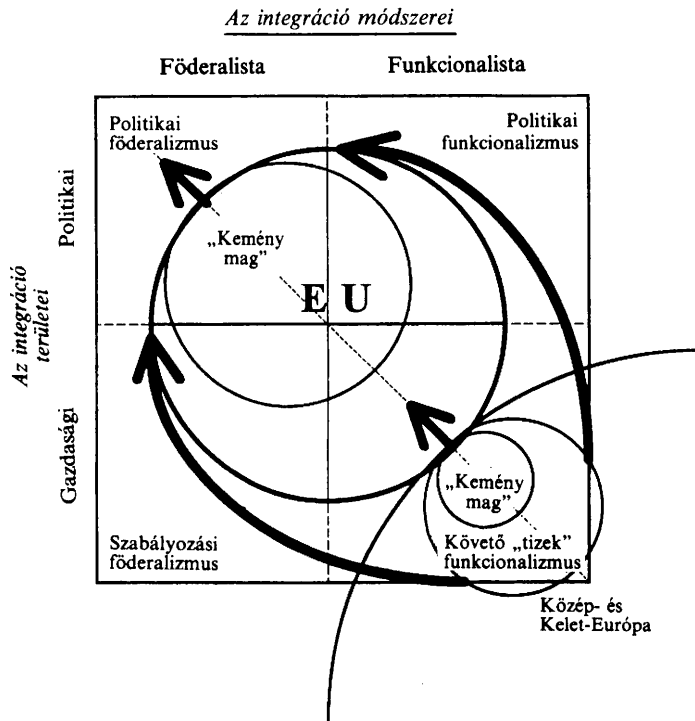 Az integráció módszerei
Föderalista
Funkcionalista
Politikai
föderalizmus
Politikai
funkcionalizmus
Politikai
„Kemény
mag”
E U
Az integráció
területei
Gazdasági
„Kemény
mag”
Szabályozási
föderalizmus
Követő „tizek”
funkcionalizmus
Közép- és
Kelet-Európa